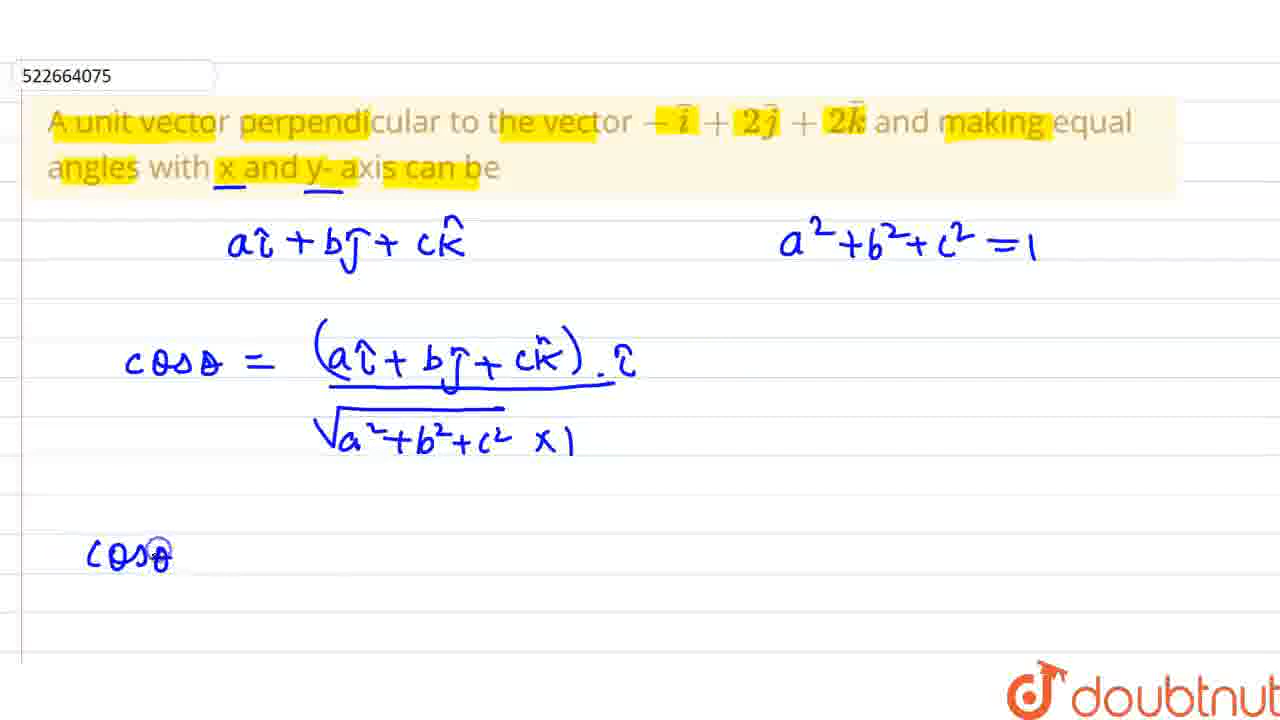 522664075
A unit vector perpendicular to the vector −i̅ + 2j̅ + 2k̅ and making equal
angles with x and y- axis can be
aî + bĵ + ck̂
a² + b² + c² = 1
cosθ = (aî + bĵ + ck̂) . î
√a² + b² + c² × 1
cosθ
doubtnut